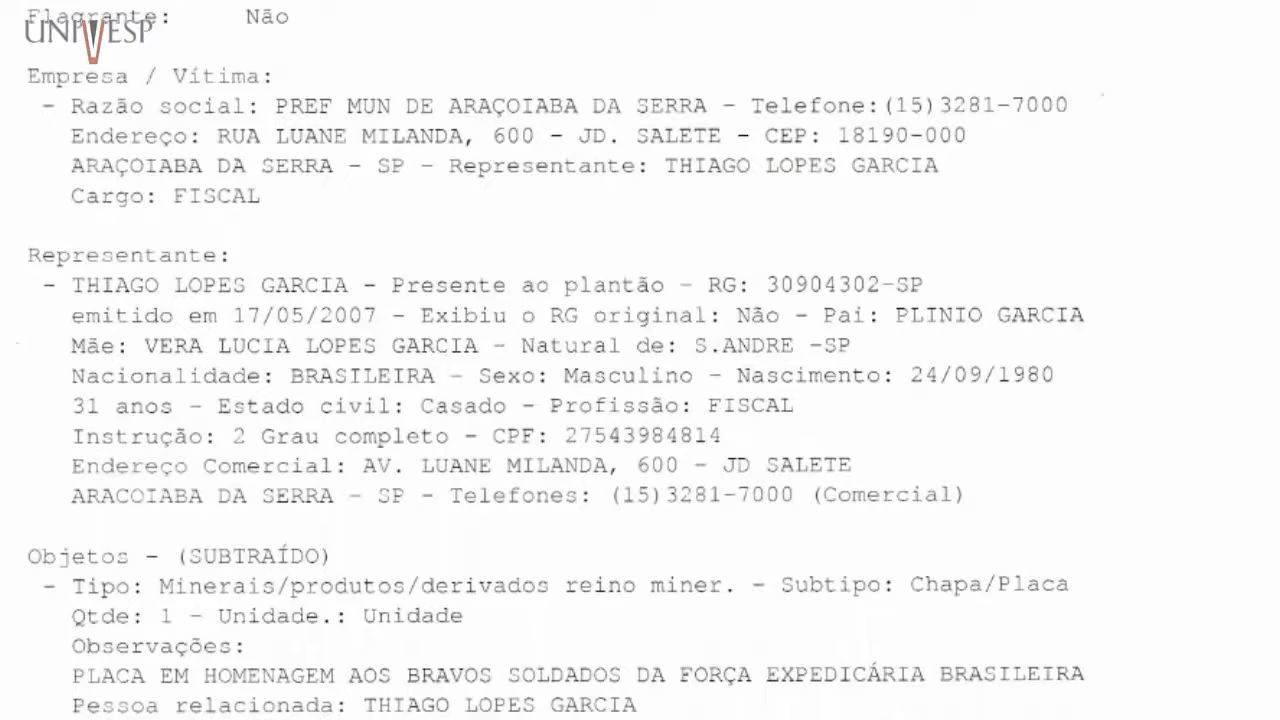 Flagrante: Não
UNIVESP
Empresa / Vítima:
- Razão social: PREF MUN DE ARAÇOIABA DA SERRA - Telefone:(15)3281-7000
Endereço: RUA LUANE MILANDA, 600 - JD. SALETE - CEP: 18190-000
ARAÇOIABA DA SERRA - SP - Representante: THIAGO LOPES GARCIA
Cargo: FISCAL
Representante:
- THIAGO LOPES GARCIA - Presente ao plantão - RG: 30904302-SP
emitido em 17/05/2007 - Exibiu o RG original: Não - Pai: PLINIO GARCIA
Mãe: VERA LUCIA LOPES GARCIA - Natural de: S.ANDRE -SP
Nacionalidade: BRASILEIRA - Sexo: Masculino - Nascimento: 24/09/1980
31 anos - Estado civil: Casado - Profissão: FISCAL
Instrução: 2 Grau completo - CPF: 27543984814
Endereço Comercial: AV. LUANE MILANDA, 600 - JD SALETE
ARACOIABA DA SERRA - SP - Telefones: (15)3281-7000 (Comercial)
Objetos - (SUBTRAÍDO)
- Tipo: Minerais/produtos/derivados reino miner. - Subtipo: Chapa/Placa
Qtde: 1 - Unidade.: Unidade
Observações:
PLACA EM HOMENAGEM AOS BRAVOS SOLDADOS DA FORÇA EXPEDICÁRIA BRASILEIRA
Pessoa relacionada: THIAGO LOPES GARCIA